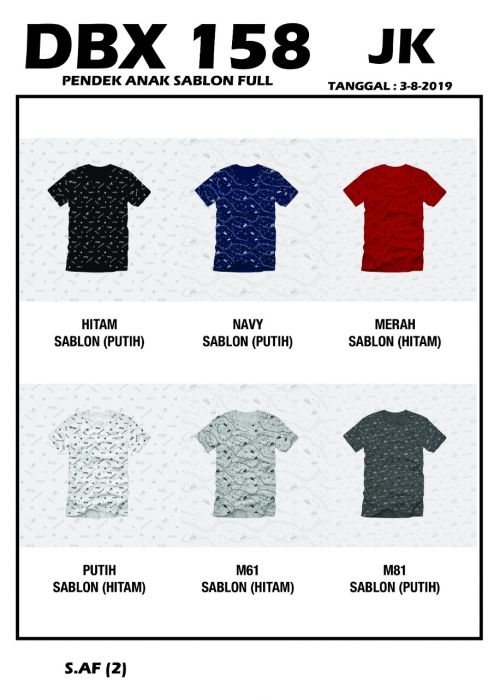 DBX 158
JK
PENDEK ANAK SABLON FULL
TANGGAL : 3-8-2019
HITAM
SABLON (PUTIH)
NAVY
SABLON (PUTIH)
MERAH
SABLON (HITAM)
PUTIH
SABLON (HITAM)
M61
SABLON (HITAM)
M81
SABLON (PUTIH)
S.AF (2)